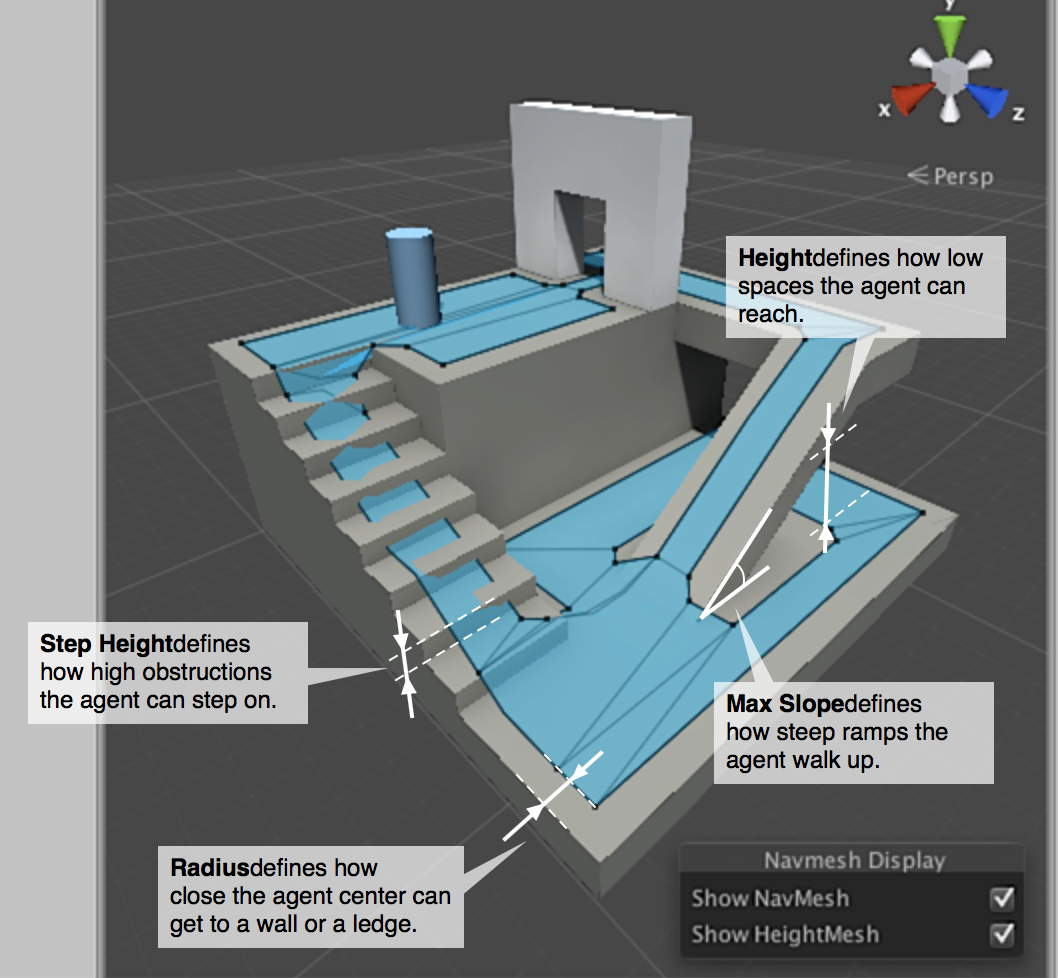 y
x
z
Persp
Heightdefines how low
spaces the agent can
reach.
Step Heightdefines
how high obstructions
the agent can step on.
Max Slopedefines
how steep ramps the
agent walk up.
Radiusdefines how
close the agent center can
get to a wall or a ledge.
Navmesh Display
Show NavMesh
Show HeightMesh